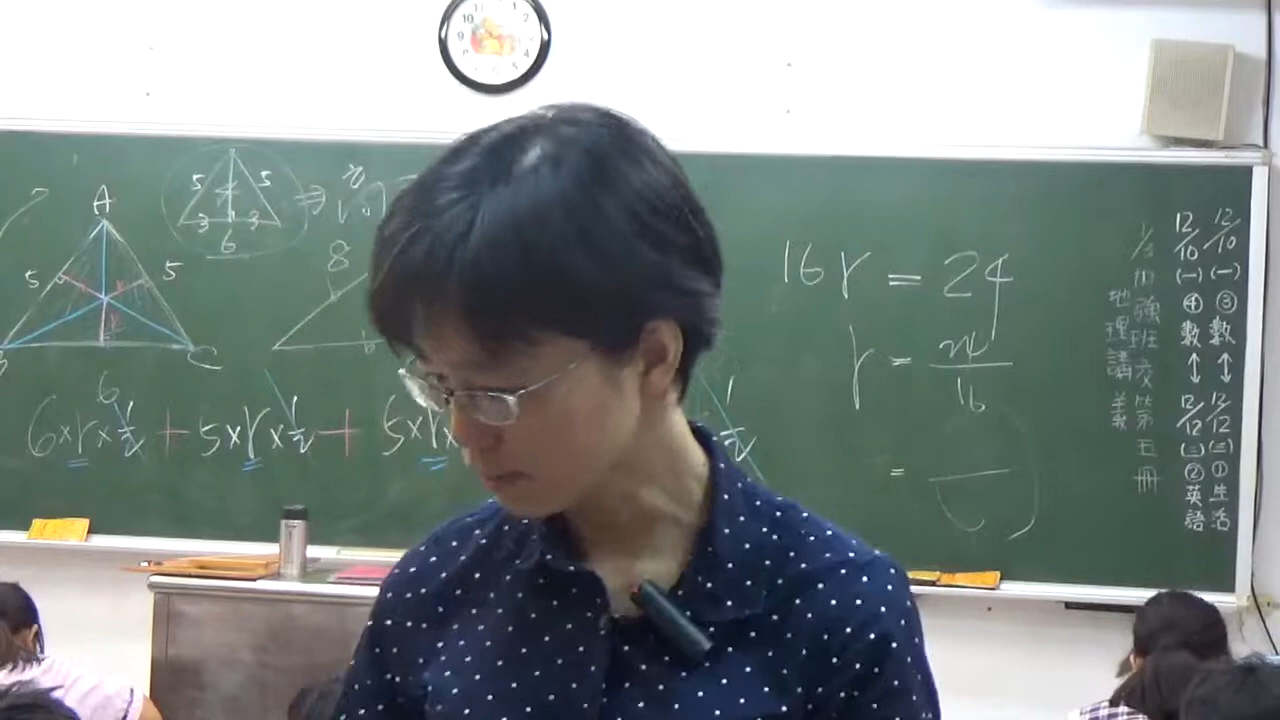 A
5
5
C
5
5
3
3
6
8
6
6×r×1/2 + 5×r×1/2 + 5×r×
1/2
16r = 24
r = 24/16
=
12/10 (一) ③ 數 ↕ 12/12 (三) ① 生活
12/10 (一) ④ 數 ↕ 12/12 (三) ② 英語
加強班交第五冊
地理講義